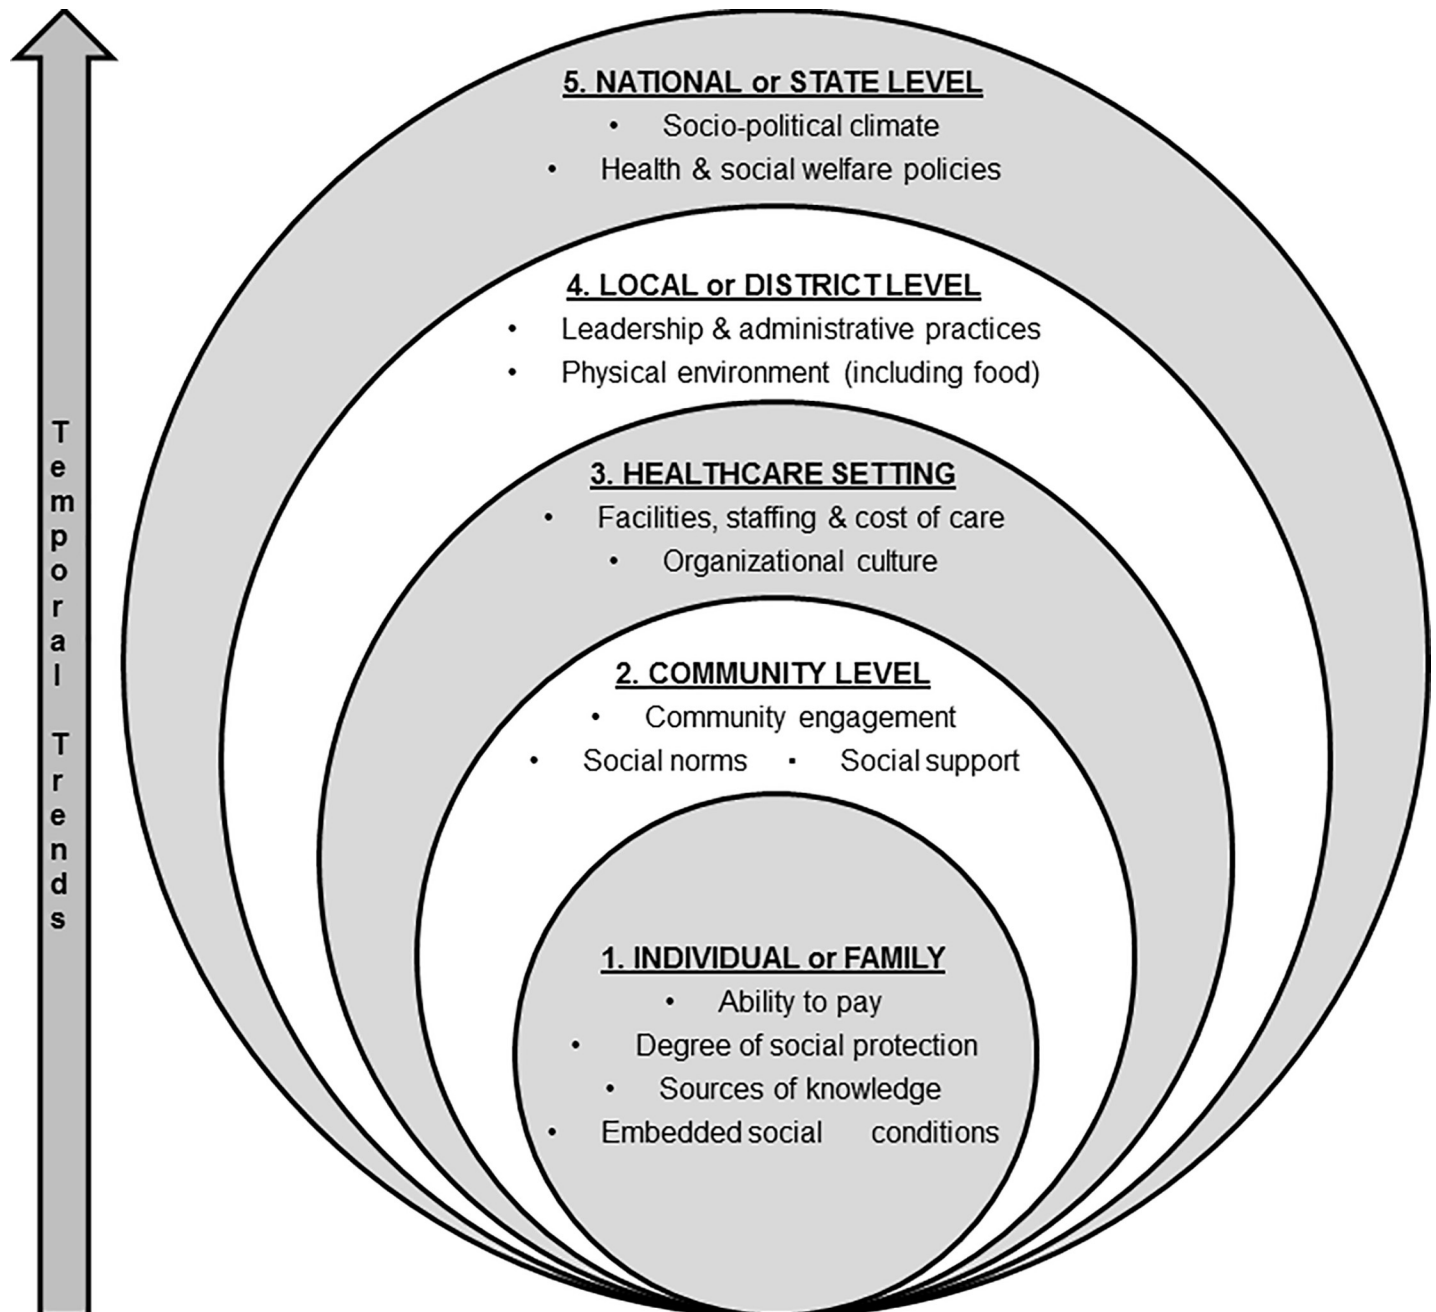 5. NATIONAL or STATE LEVEL
• Socio-political climate
• Health & social welfare policies
4. LOCAL or DISTRICT LEVEL
• Leadership & administrative practices
• Physical environment (including food)
3. HEALTHCARE SETTING
• Facilities, staffing & cost of care
• Organizational culture
2. COMMUNITY LEVEL
• Community engagement
• Social norms ▪ Social support
1. INDIVIDUAL or FAMILY
• Ability to pay
• Degree of social protection
• Sources of knowledge
• Embedded social conditions
Temporal Trends